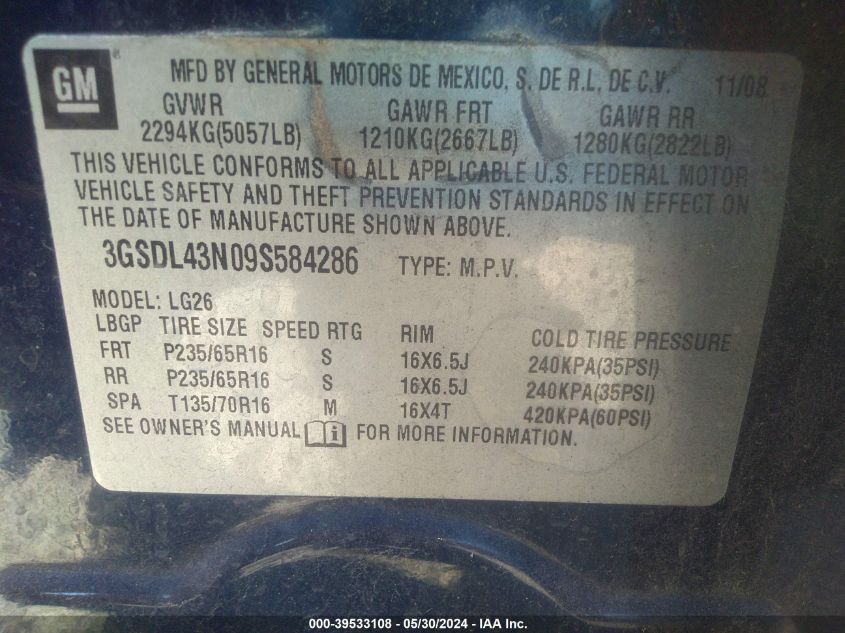 GM
MFD BY GENERAL MOTORS DE MEXICO, S. DE R.L, DE C.V. 11/08
GVWR GAWR FRT GAWR RR
2294KG(5057LB) 1210KG(2667LB) 1280KG(2822LB)
THIS VEHICLE CONFORMS TO ALL APPLICABLE U.S. FEDERAL MOTOR
VEHICLE SAFETY AND THEFT PREVENTION STANDARDS IN EFFECT ON
THE DATE OF MANUFACTURE SHOWN ABOVE.
3GSDL43N09S584286 TYPE: M.P.V.
MODEL: LG26
LBGP TIRE SIZE SPEED RTG RIM COLD TIRE PRESSURE
FRT P235/65R16 S 16X6.5J 240KPA(35PSI)
RR P235/65R16 S 16X6.5J 240KPA(35PSI)
SPA T135/70R16 M 16X4T 420KPA(60PSI)
SEE OWNER'S MANUAL FOR MORE INFORMATION.
000-39533108 - 05/30/2024 - IAA Inc.